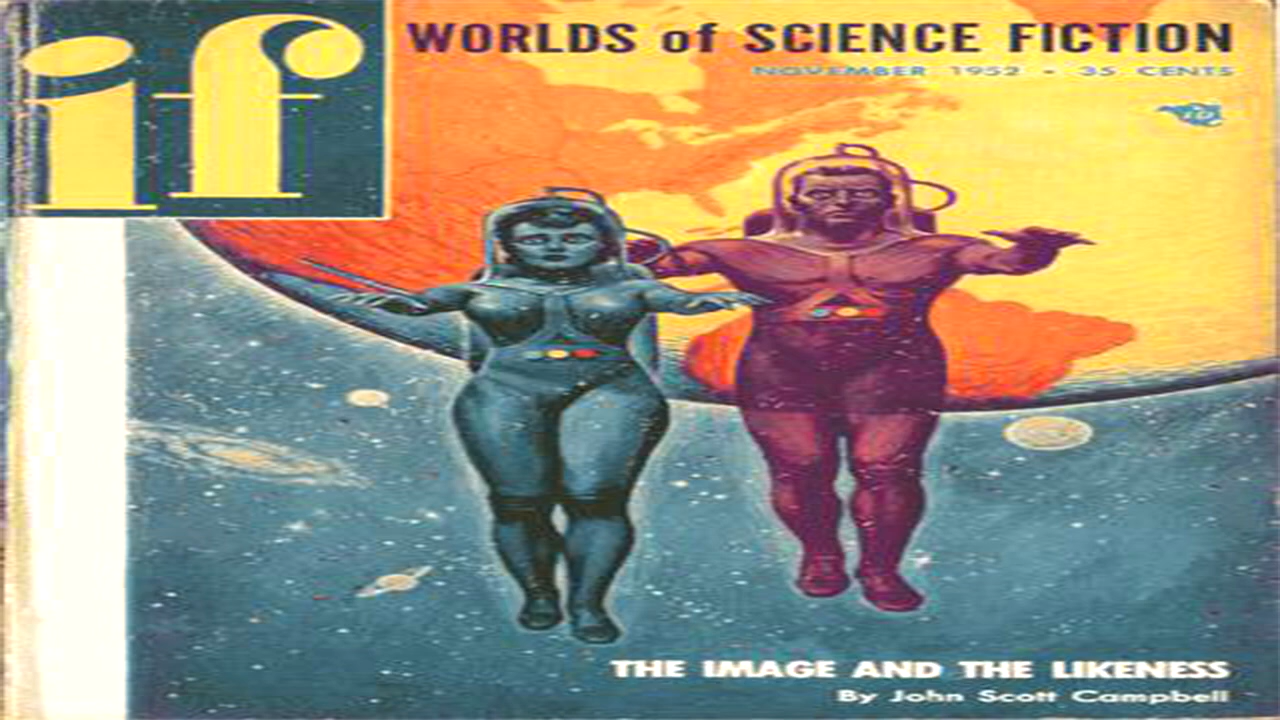 if
WORLDS of SCIENCE FICTION
NOVEMBER 1952 • 35 CENTS
THE IMAGE AND THE LIKENESS
By John Scott Campbell